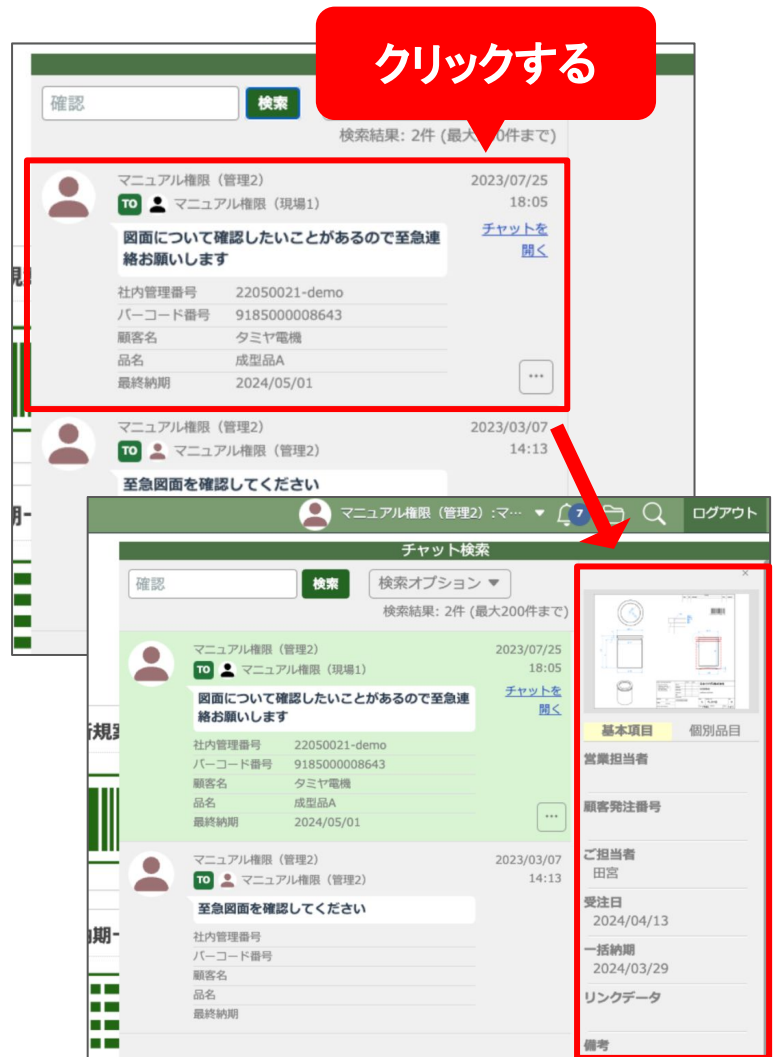 クリックする
確認
検索
検索結果: 2件 (最大
0件まで)
マニュアル権限（管理2）
2023/07/25
TO マニュアル権限（現場1）
18:05
図面について確認したいことがあるので至急連
絡お願いします
チャットを
開く
社内管理番号 22050021-demo
バーコード番号 9185000008643
顧客名 タミヤ電機
品名 成型品A
最終納期 2024/05/01
...
マニュアル権限（管理2）
2023/03/07
TO マニュアル権限（管理2）
14:13
至急図面を確認してください
マニュアル権限（管理2）:マ… ▼ 7 ログアウト
チャット検索
確認
検索
検索オプション ▼
検索結果: 2件 (最大200件まで)
マニュアル権限（管理2）
2023/07/25
TO マニュアル権限（現場1）
18:05
図面について確認したいことがあるので至急連
絡お願いします
チャットを
開く
社内管理番号 22050021-demo
バーコード番号 9185000008643
顧客名 タミヤ電機
品名 成型品A
最終納期 2024/05/01
...
マニュアル権限（管理2）
2023/03/07
TO マニュアル権限（管理2）
14:13
至急図面を確認してください
社内管理番号
バーコード番号
顧客名
品名
最終納期
×
基本項目 個別品目
営業担当者
顧客発注番号
ご担当者
田宮
受注日
2024/04/13
一括納期
2024/03/29
リンクデータ
備考